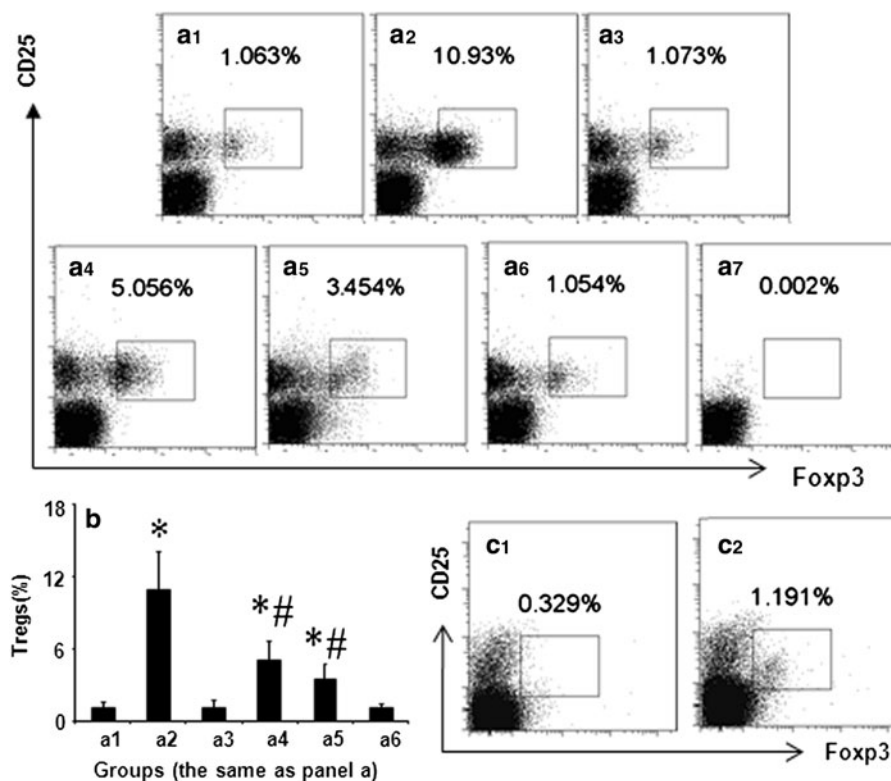 CD25
a1
1.063%
a2
10.93%
a3
1.073%
a4
5.056%
a5
3.454%
a6
1.054%
a7
0.002%
Foxp3
b
Tregs(%)
18
12
6
0
*
*#
*#
a1 a2 a3 a4 a5 a6
Groups (the same as panel a)
CD25
c1
0.329%
c2
1.191%
Foxp3